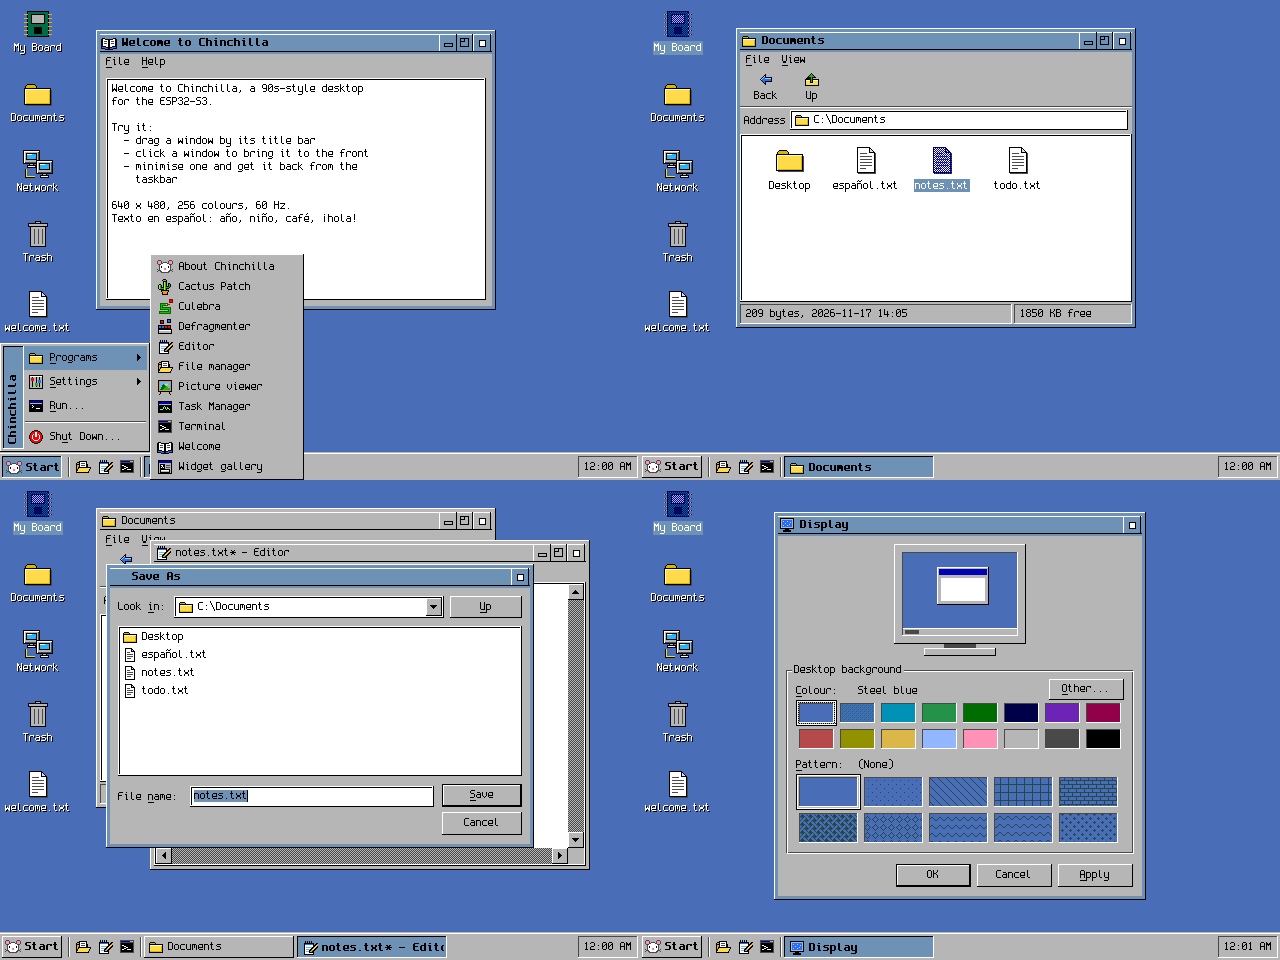 My Board
Documents
Network
Trash
welcome.txt
Welcome to Chinchilla
File Help
Welcome to Chinchilla, a 90s-style desktop
for the ESP32-S3.
Try it:
- drag a window by its title bar
- click a window to bring it to the front
- minimise one and get it back from the
taskbar
640 x 480, 256 colours, 60 Hz.
Texto en español: año, niño, café, ¡hola!
About Chinchilla
Cactus Patch
Culebra
Defragmenter
Editor
File manager
Picture viewer
Task Manager
Terminal
Welcome
Widget gallery
Chinchilla
Programs
Settings
Run...
Shut Down...
Start
12:00 AM
My Board
Documents
Network
Trash
welcome.txt
Documents
File View
Back Up
Address C:\Documents
Desktop español.txt notes.txt todo.txt
209 bytes, 2026-11-17 14:05 1850 KB free
Start Documents 12:00 AM
My Board
Documents
Network
Trash
welcome.txt
Documents
File View
notes.txt* - Editor
Save As
Look in: C:\Documents Up
Desktop
español.txt
notes.txt
todo.txt
File name: notes.txt Save
Cancel
Start Documents notes.txt* - Edito 12:00 AM
My Board
Documents
Network
Trash
welcome.txt
Display
Desktop background
Colour: Steel blue Other...
Pattern: (None)
OK Cancel Apply
Start Display 12:01 AM